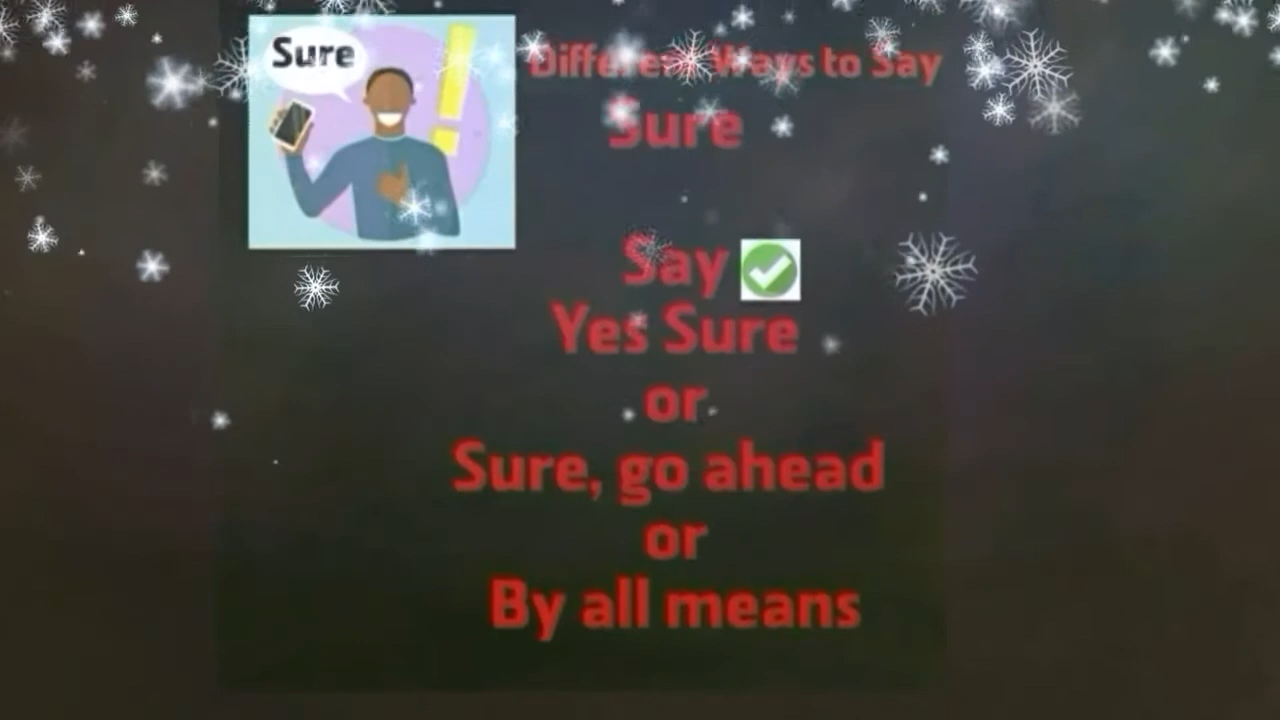 Sure
Different Ways to Say
Sure
Say
Yes Sure
or
Sure, go ahead
or
By all means